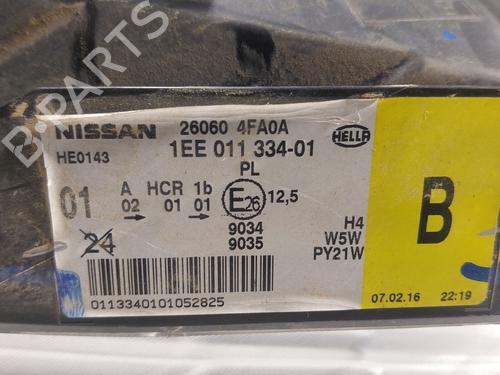 B-PARTS
NISSAN 26060 4FA0A
HELLA
HE0143 1EE 011 334-01
PL
01 A HCR 1b E26 12,5
02 → 01 01
9034 H4
24 9035 W5W
PY21W
B
0113340101052825
07.02.16 22:19